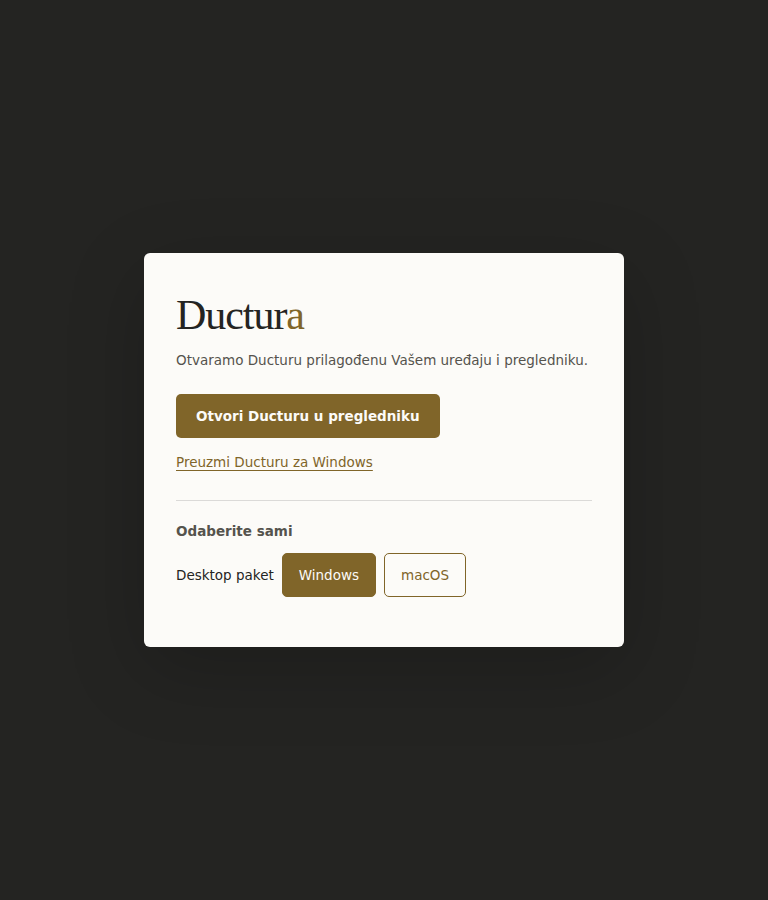 Ductura
Otvaramo Ducturu prilagođenu Vašem uređaju i pregledniku.
Otvori Ducturu u pregledniku
Preuzmi Ducturu za Windows
Odaberite sami
Desktop paket Windows macOS